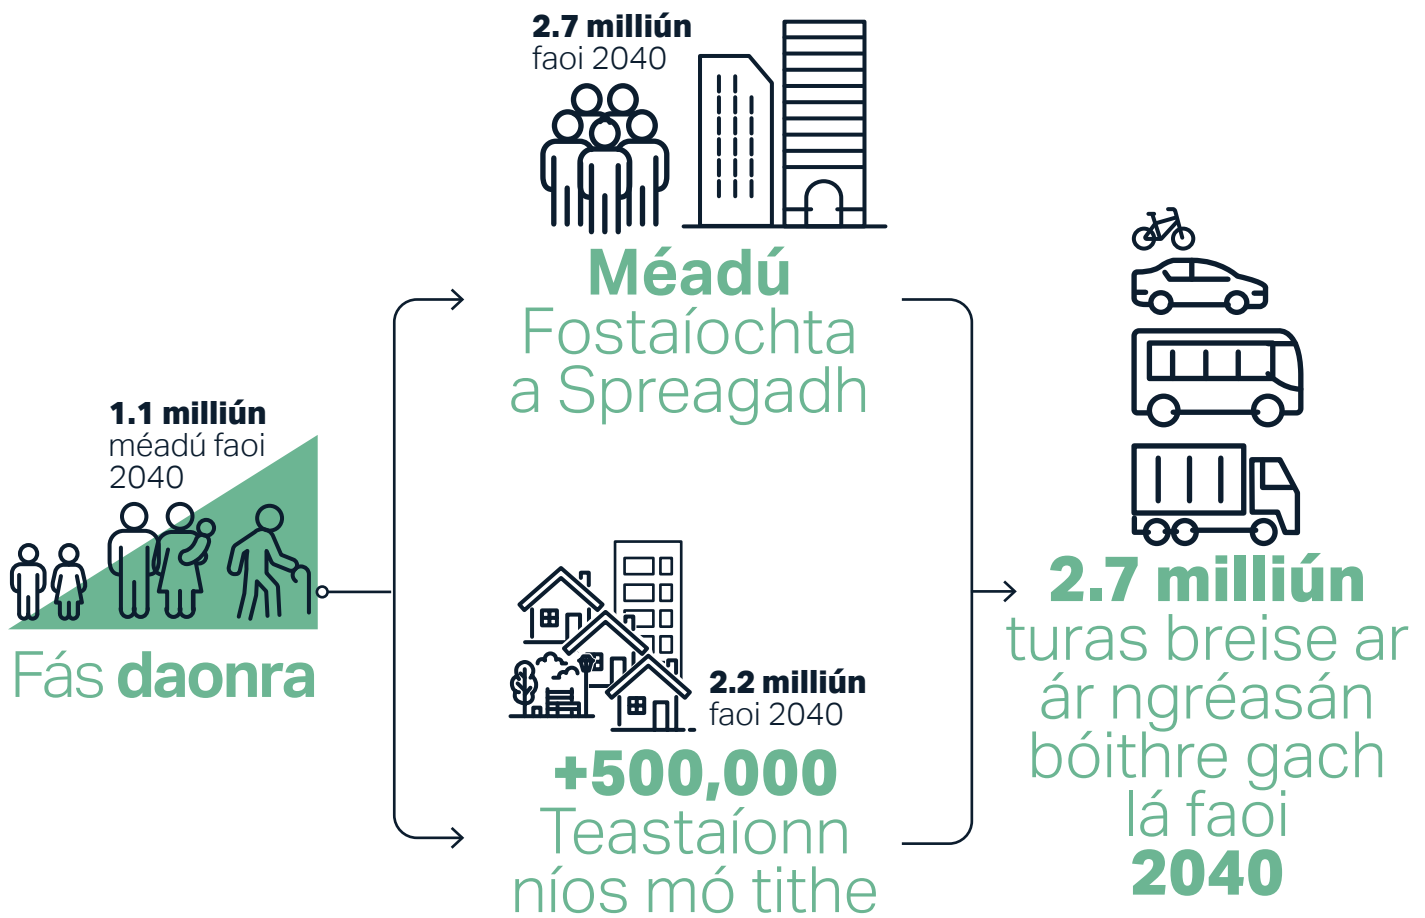 1.1 milliún
méadú faoi
2040
Fás daonra
2.7 milliún
faoi 2040
Méadú
Fostaíochta
a Spreagadh
2.2 milliún
faoi 2040
+500,000
Teastaíonn
níos mó tithe
2.7 milliún
turas breise ar
ár ngréasán
bóithre gach
lá faoi
2040